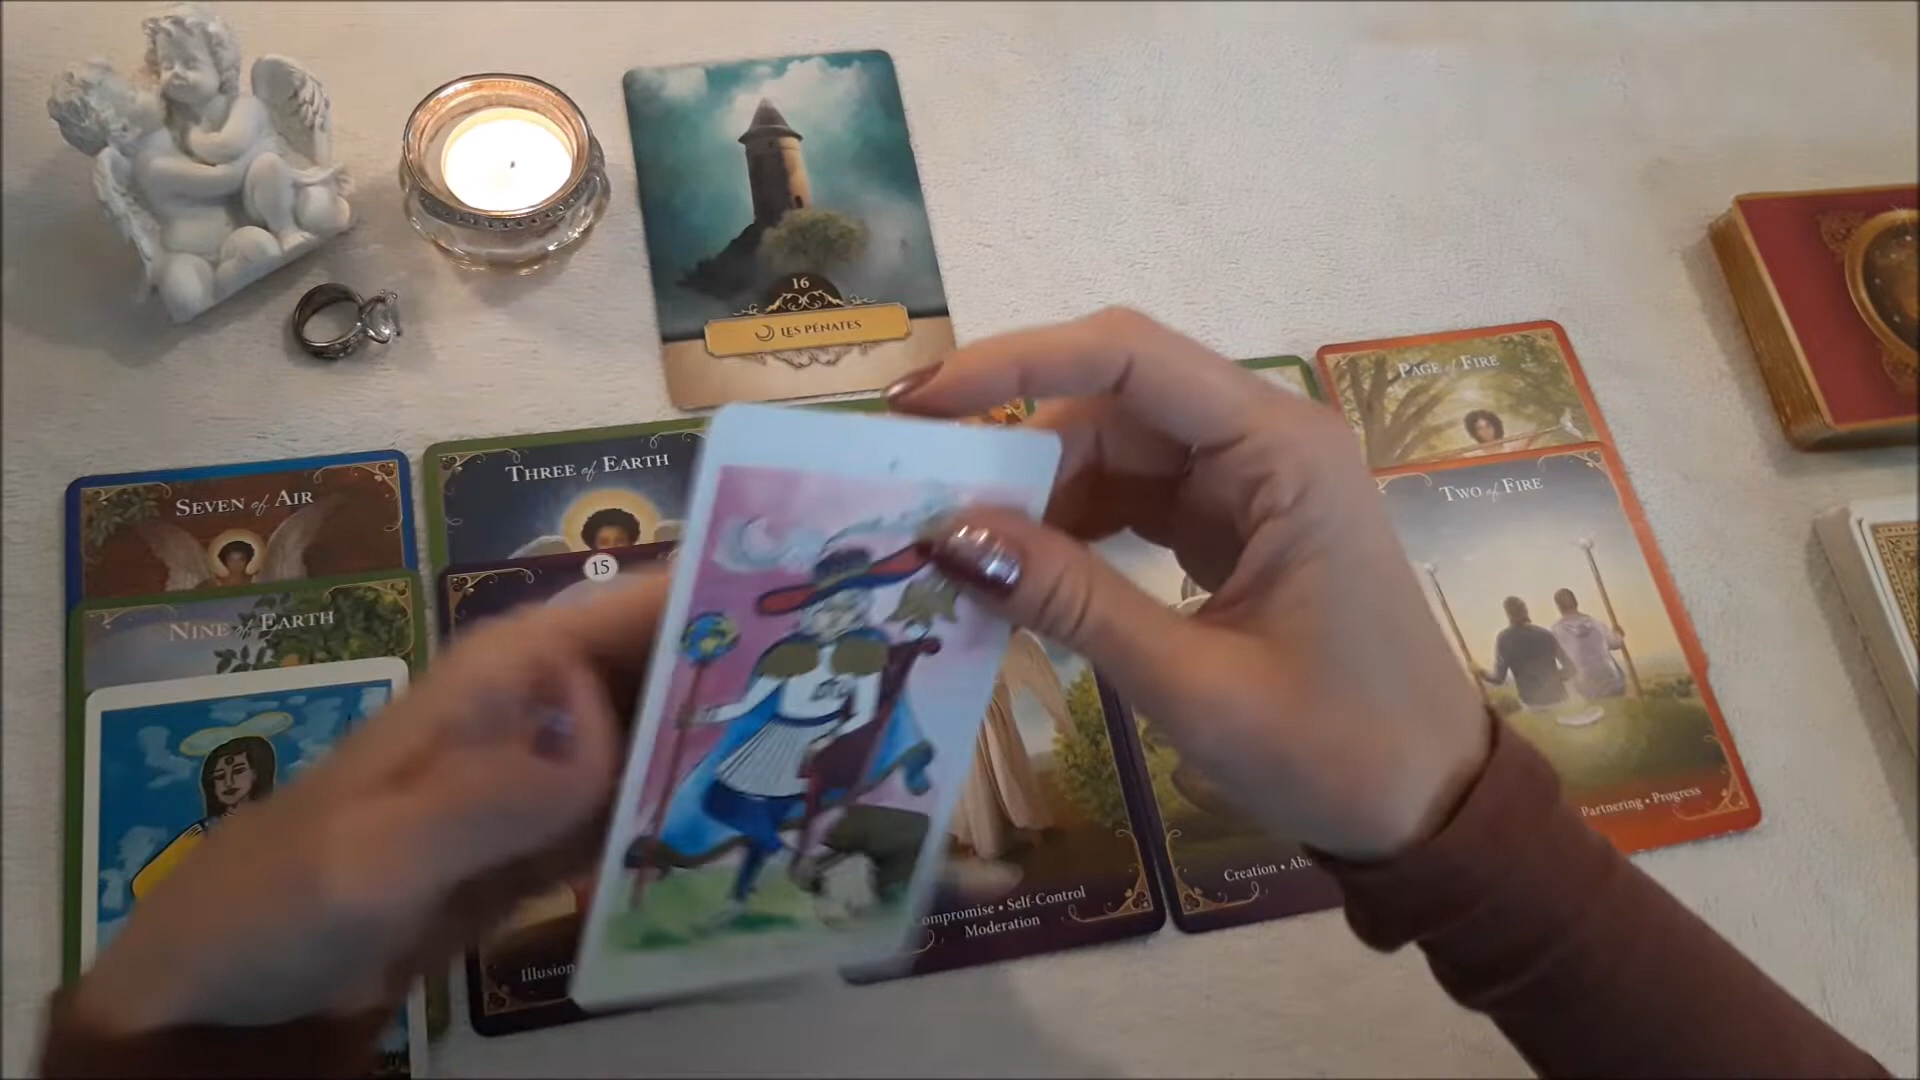 16
LES PÉNATES
PAGE of FIRE
THREE of EARTH
SEVEN of AIR
TWO of FIRE
15
NINE of EARTH
Partnering • Progress
Creation •
Self-Control
Moderation
Illusion